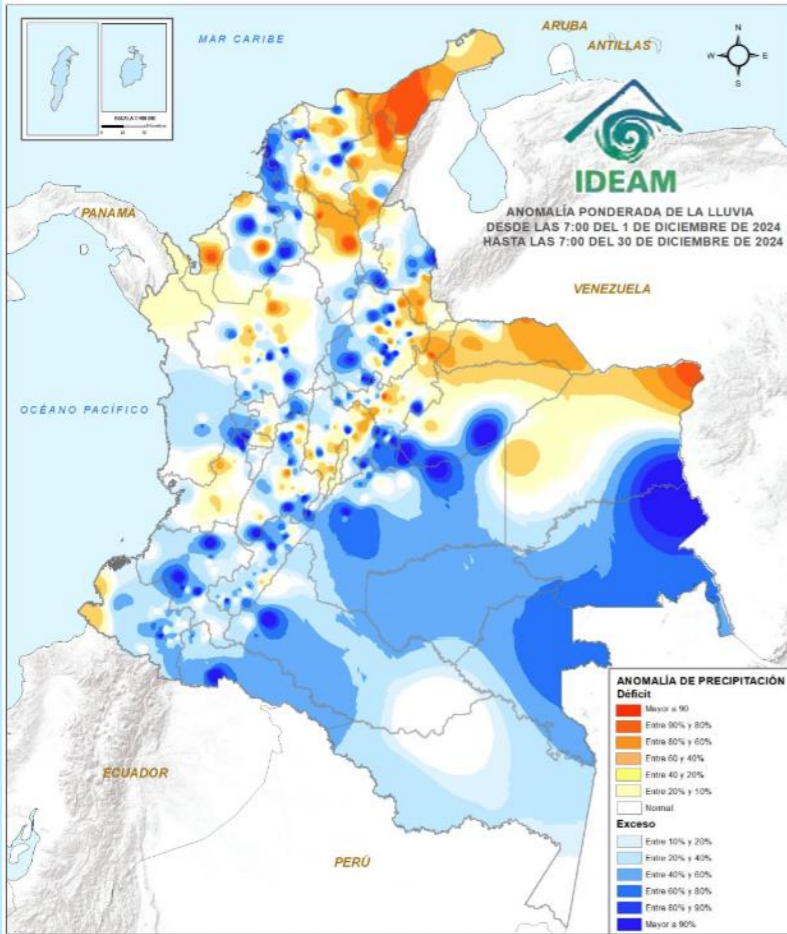 MAR CARIBE
ARUBA
ANTILLAS
N
W
E
S
IDEAM
ANOMALÍA PONDERADA DE LA LLUVIA
DESDE LAS 7:00 DEL 1 DE DICIEMBRE DE 2024
HASTA LAS 7:00 DEL 30 DE DICIEMBRE DE 2024
PANAMA
VENEZUELA
OCÉANO PACÍFICO
ECUADOR
PERÚ
ANOMALÍA DE PRECIPITACIÓN
Déficit
Mayor a 90
Entre 90% y 80%
Entre 80% y 60%
Entre 60 y 40%
Entre 40 y 20%
Entre 20% y 10%
Normal
Exceso
Entre 10% y 20%
Entre 20% y 40%
Entre 40% y 60%
Entre 60% y 80%
Entre 80% y 90%
Mayor a 90%